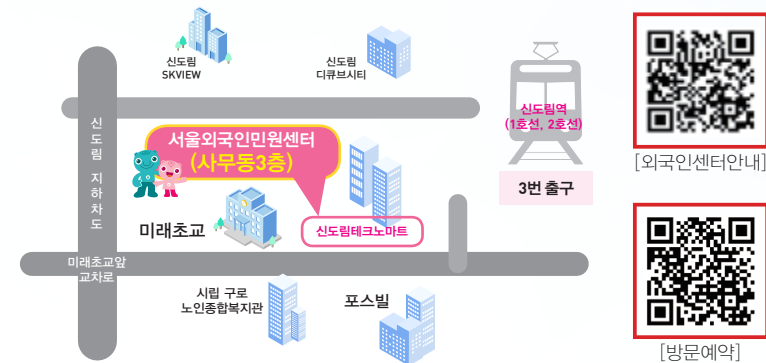 신도림
SKVIEW
신도림
디큐브시티
신도림역
(1호선, 2호선)
3번 출구
신도림 지하차도
서울외국인민원센터
(사무동3층)
미래초교
신도림테크노마트
미래초교앞
교차로
시립 구로
노인종합복지관
포스빌
[외국인센터안내]
[방문예약]